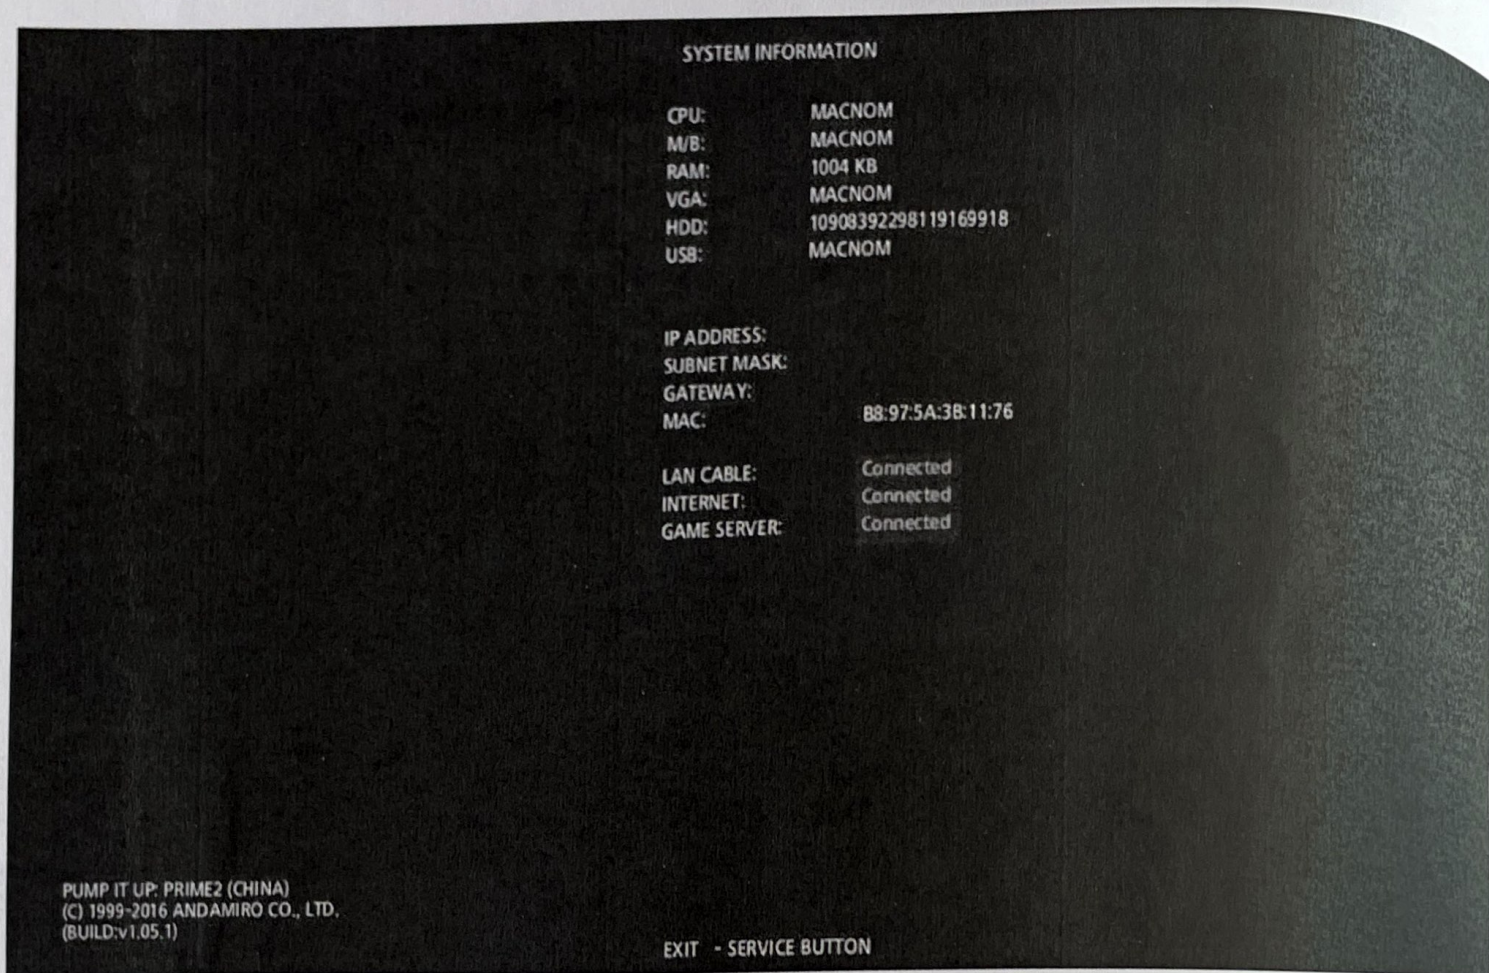 SYSTEM INFORMATION
CPU: MACNOM
M/B: MACNOM
RAM: 1004 KB
VGA: MACNOM
HDD: 10908392298119169918
USB: MACNOM
IP ADDRESS:
SUBNET MASK:
GATEWAY:
MAC: B8:97:5A:3B:11:76
LAN CABLE: Connected
INTERNET: Connected
GAME SERVER: Connected
PUMP IT UP: PRIME2 (CHINA)
(C) 1999-2016 ANDAMIRO CO., LTD.
(BUILD:v1.05.1)
EXIT - SERVICE BUTTON